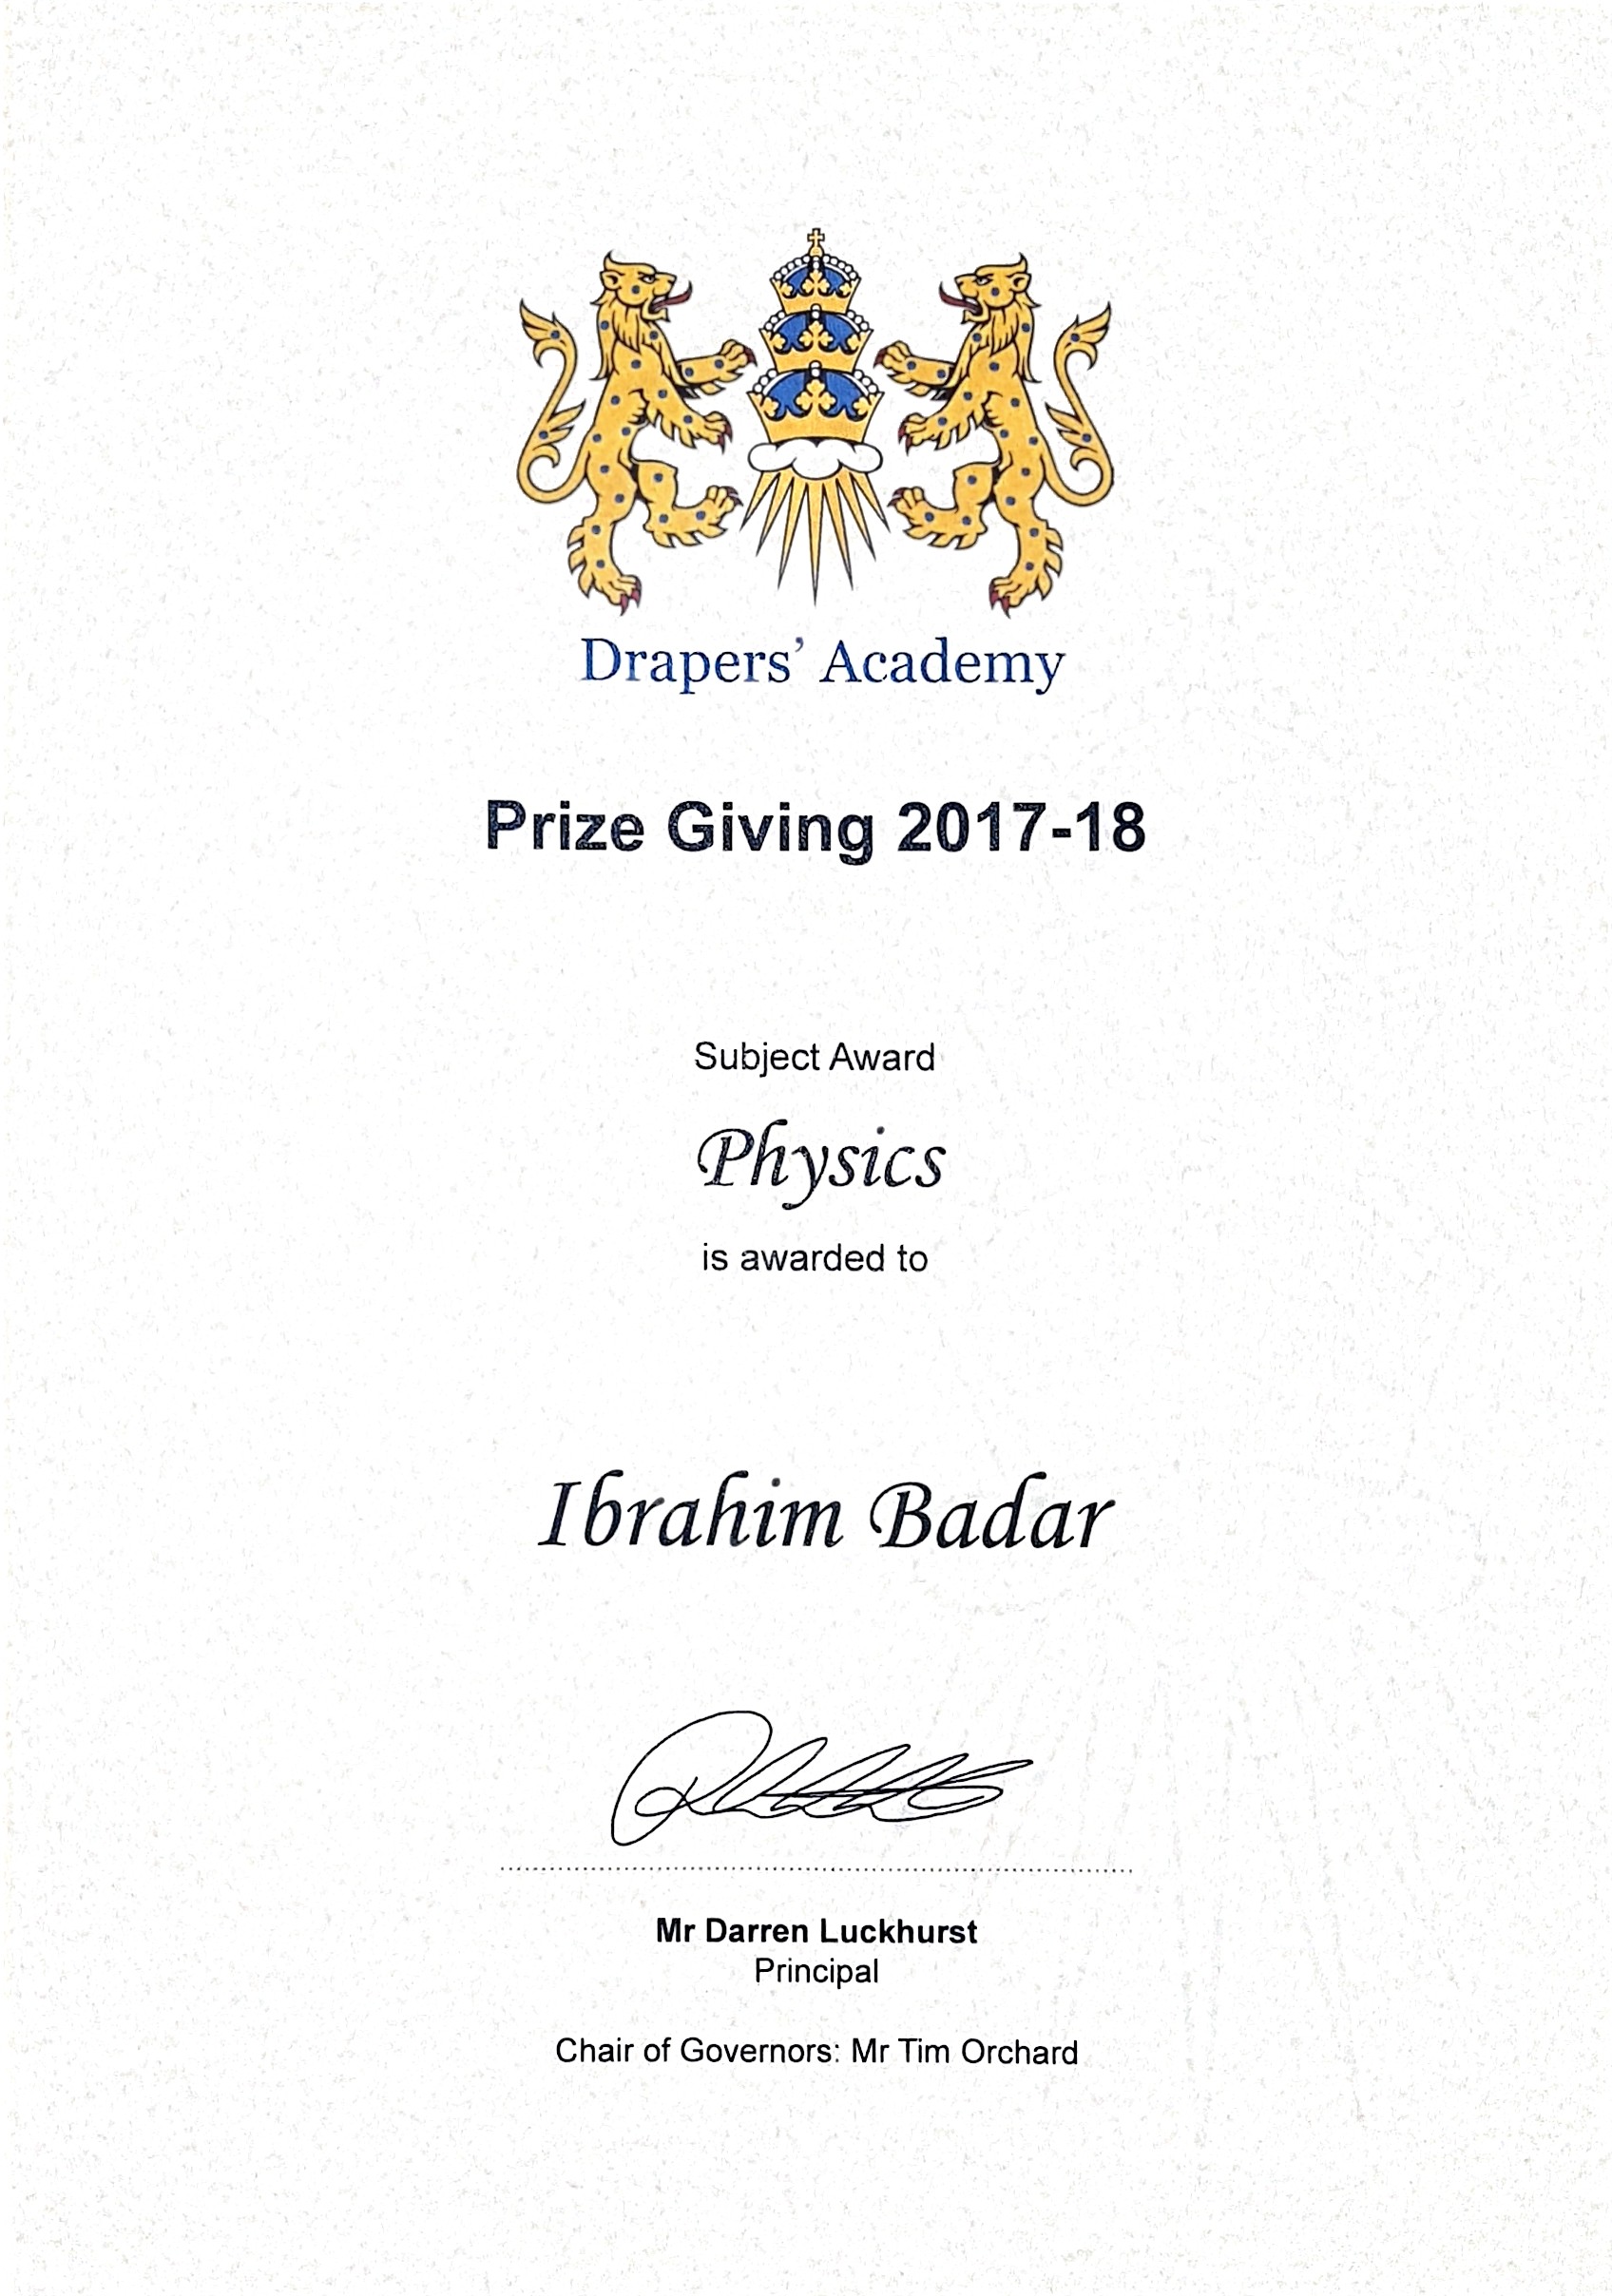 Drapers’ Academy
Prize Giving 2017-18
Subject Award
Physics
is awarded to
Ibrahim Badar
Mr Darren Luckhurst
Principal
Chair of Governors: Mr Tim Orchard